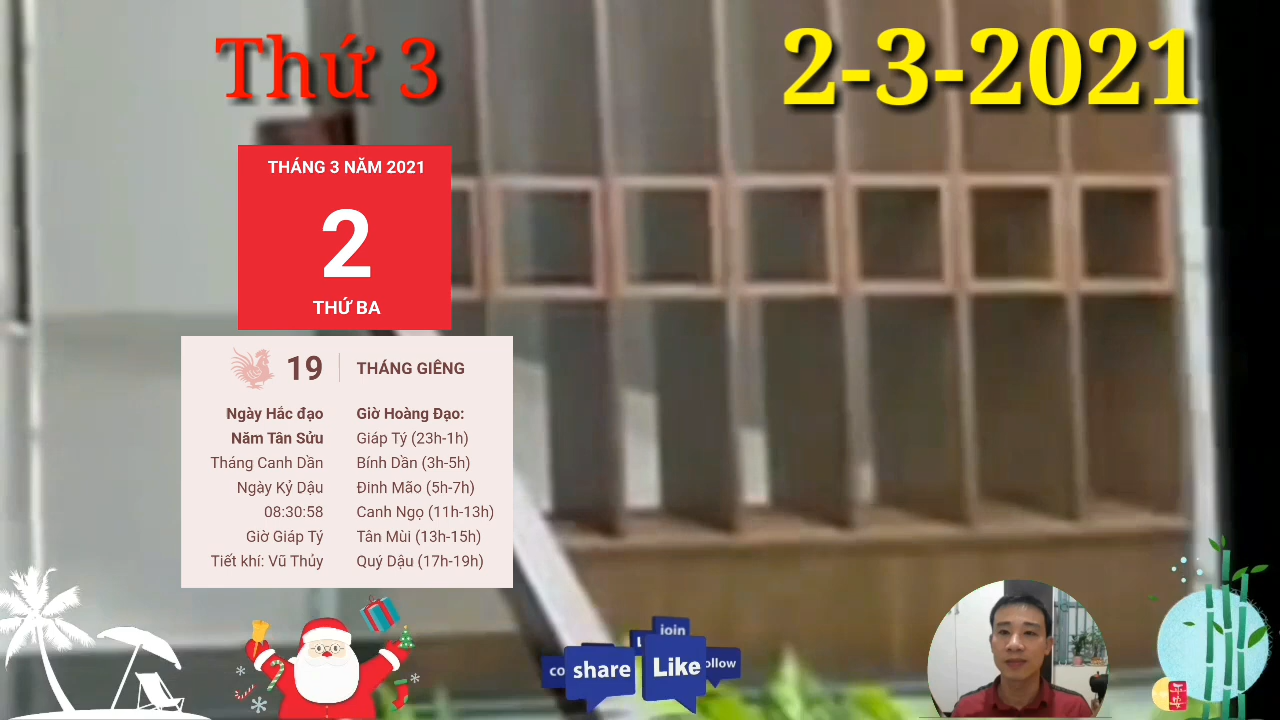 Thứ 3
2-3-2021
THÁNG 3 NĂM 2021
2
THỨ BA
19
THÁNG GIÊNG
Ngày Hắc đạo
Năm Tân Sửu
Tháng Canh Dần
Ngày Kỷ Dậu
08:30:58
Giờ Giáp Tý
Tiết khí: Vũ Thủy
Giờ Hoàng Đạo:
Giáp Tý (23h-1h)
Bính Dần (3h-5h)
Đinh Mão (5h-7h)
Canh Ngọ (11h-13h)
Tân Mùi (13h-15h)
Quý Dậu (17h-19h)
join
share
Like